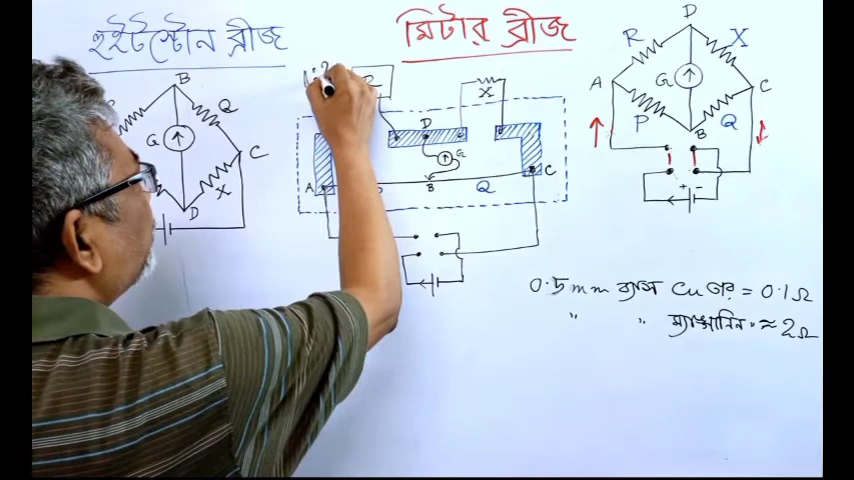 হুইটস্টোন ব্রীজ
মিটার ব্রীজ
B
Q
G
C
X
D
X
D
G
A
B
Q
C
D
R
X
A
G
C
P
B
Q
+ -
0.5mm ব্যাস Cu তার = 0.1Ω
" " ম্যাঙ্গানিন " ≈ 2Ω